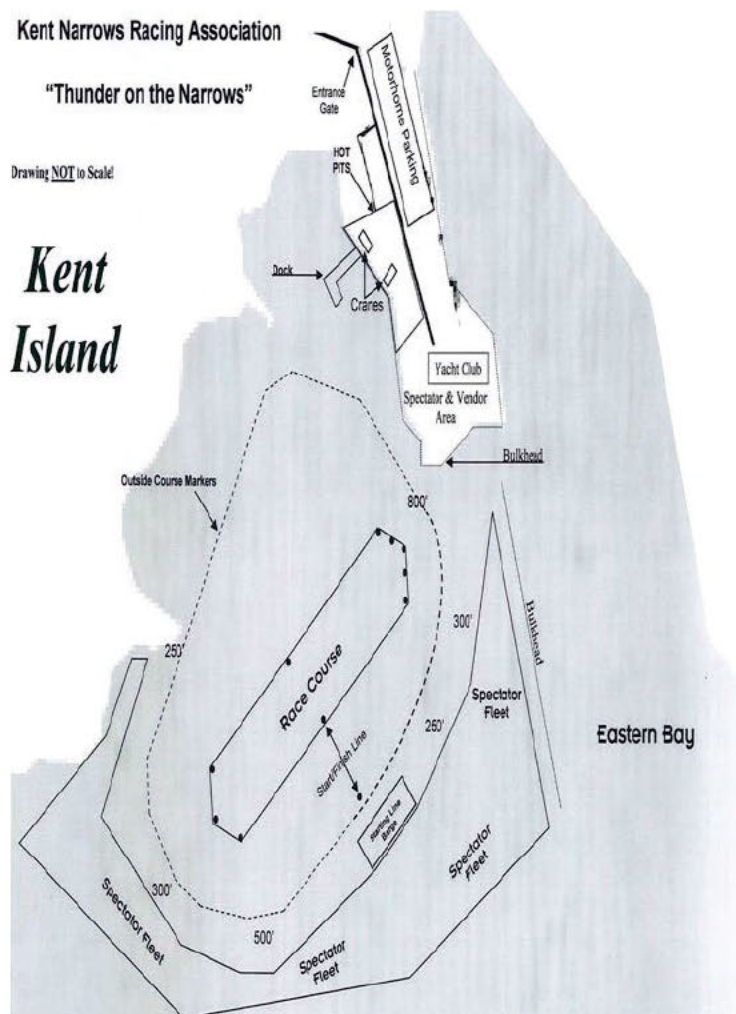 Kent Narrows Racing Association
"Thunder on the Narrows"
Drawing NOT to Scale!
Kent
Island
Entrance
Gate
Motorhome Parking
HOT
PITS
Dock
Cranes
Yacht Club
Spectator & Vendor
Area
Bulkhead
Outside Course Markers
800'
300'
Bulkhead
250'
Race Course
Spectator
Fleet
250'
Eastern Bay
Start/Finish Line
Starting Line
Barge
Spectator
Fleet
300'
Spectator Fleet
500'
Spectator
Fleet